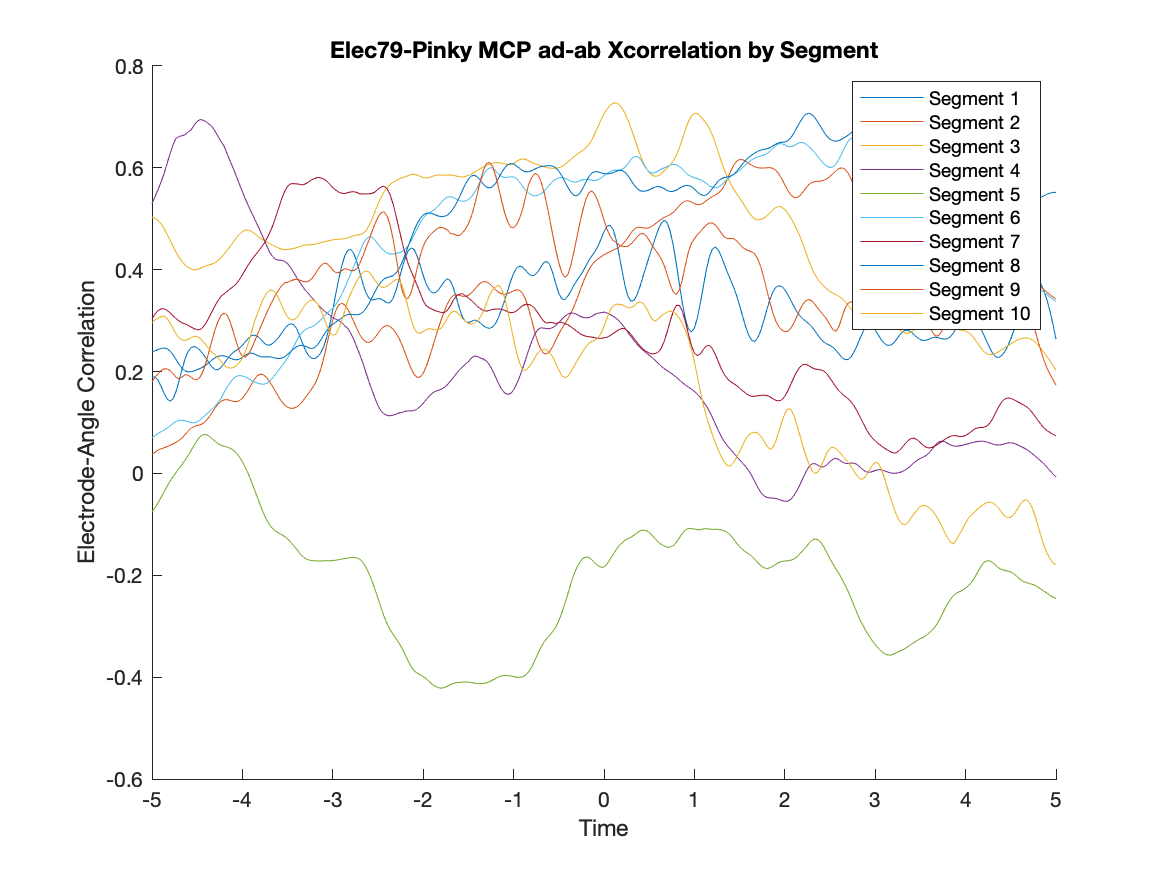 Elec79-Pinky MCP ad-ab Xcorrelation by Segment
0.8
0.6
0.4
0.2
0
-0.2
-0.4
-0.6
Electrode-Angle Correlation
Segment 1
Segment 2
Segment 3
Segment 4
Segment 5
Segment 6
Segment 7
Segment 8
Segment 9
Segment 10
-5 -4 -3 -2 -1 0 1 2 3 4 5
Time